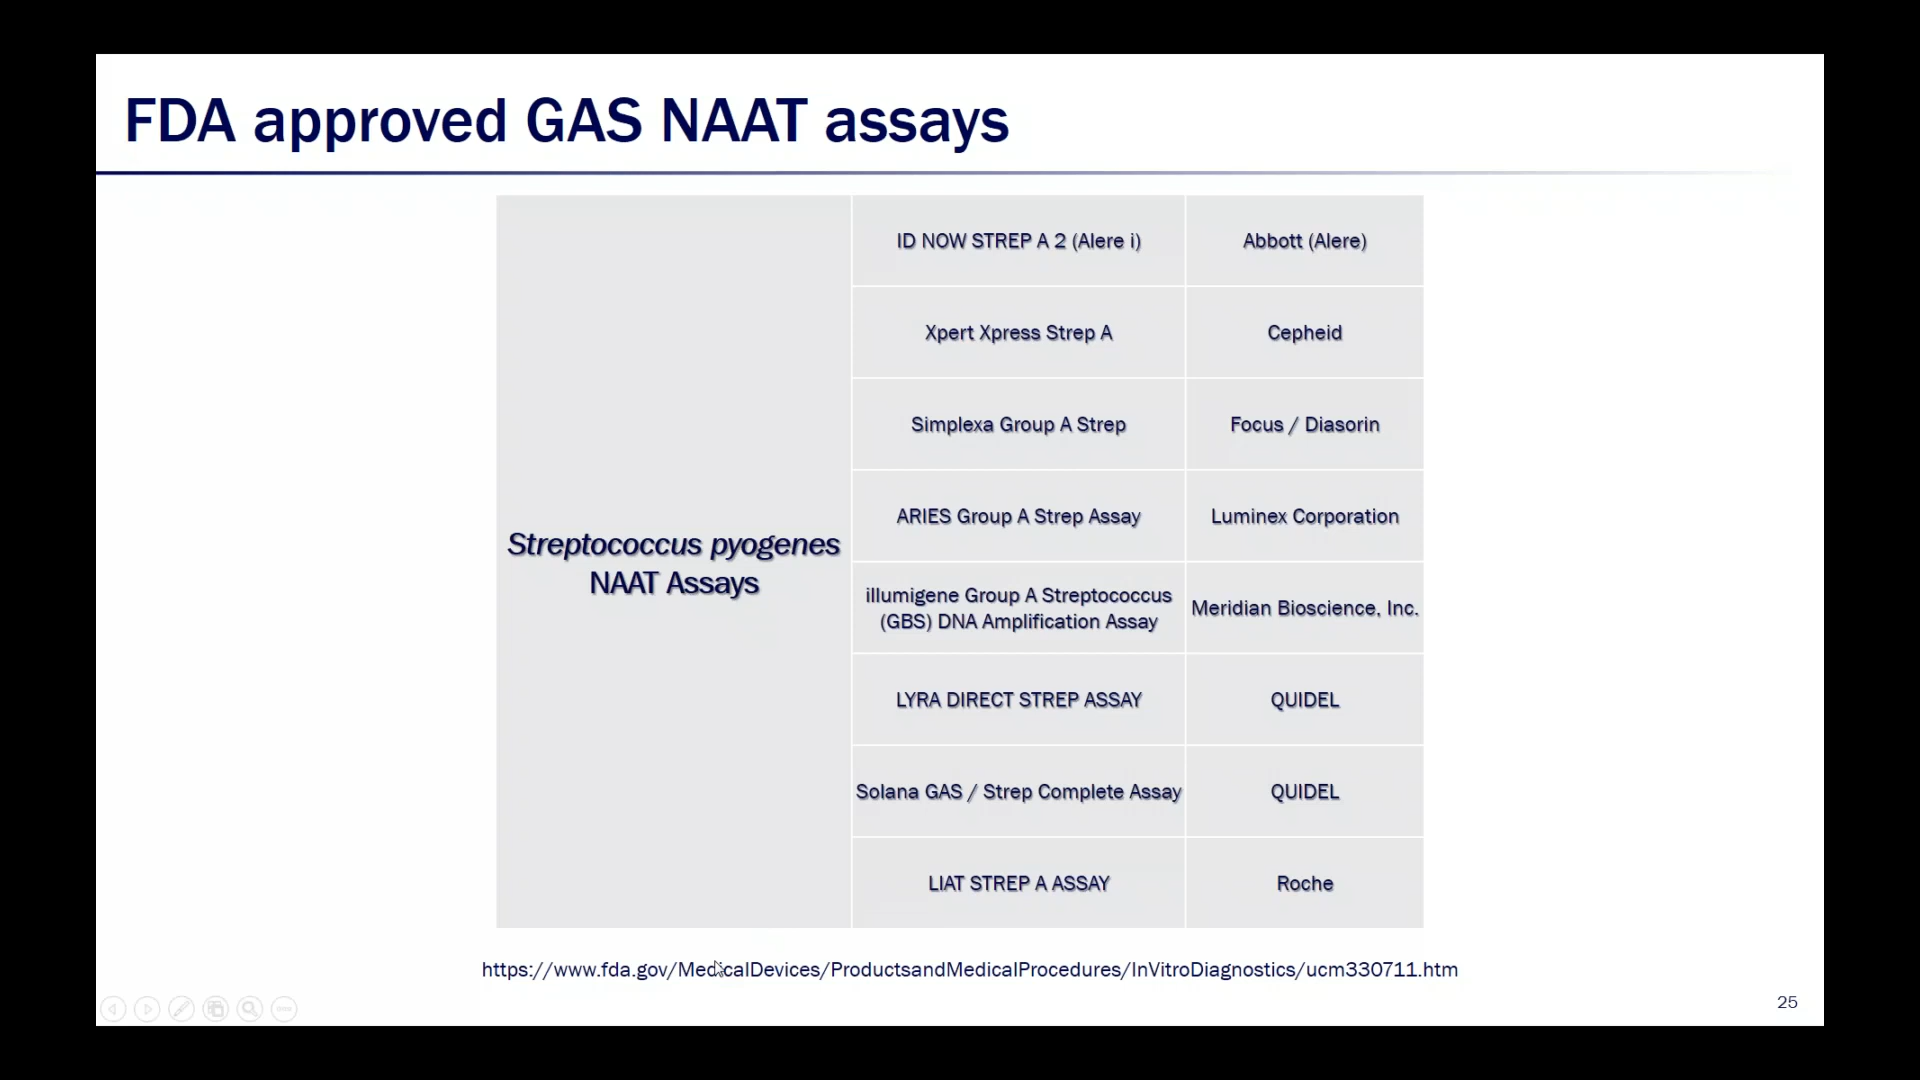 FDA approved GAS NAAT assays
Streptococcus pyogenes
NAAT Assays
ID NOW STREP A 2 (Alere i)
Abbott (Alere)
Xpert Xpress Strep A
Cepheid
Simplexa Group A Strep
Focus / Diasorin
ARIES Group A Strep Assay
Luminex Corporation
illumigene Group A Streptococcus
(GBS) DNA Amplification Assay
Meridian Bioscience, Inc.
LYRA DIRECT STREP ASSAY
QUIDEL
Solana GAS / Strep Complete Assay
QUIDEL
LIAT STREP A ASSAY
Roche
https://www.fda.gov/MedicalDevices/ProductsandMedicalProcedures/InVitroDiagnostics/ucm330711.htm
25